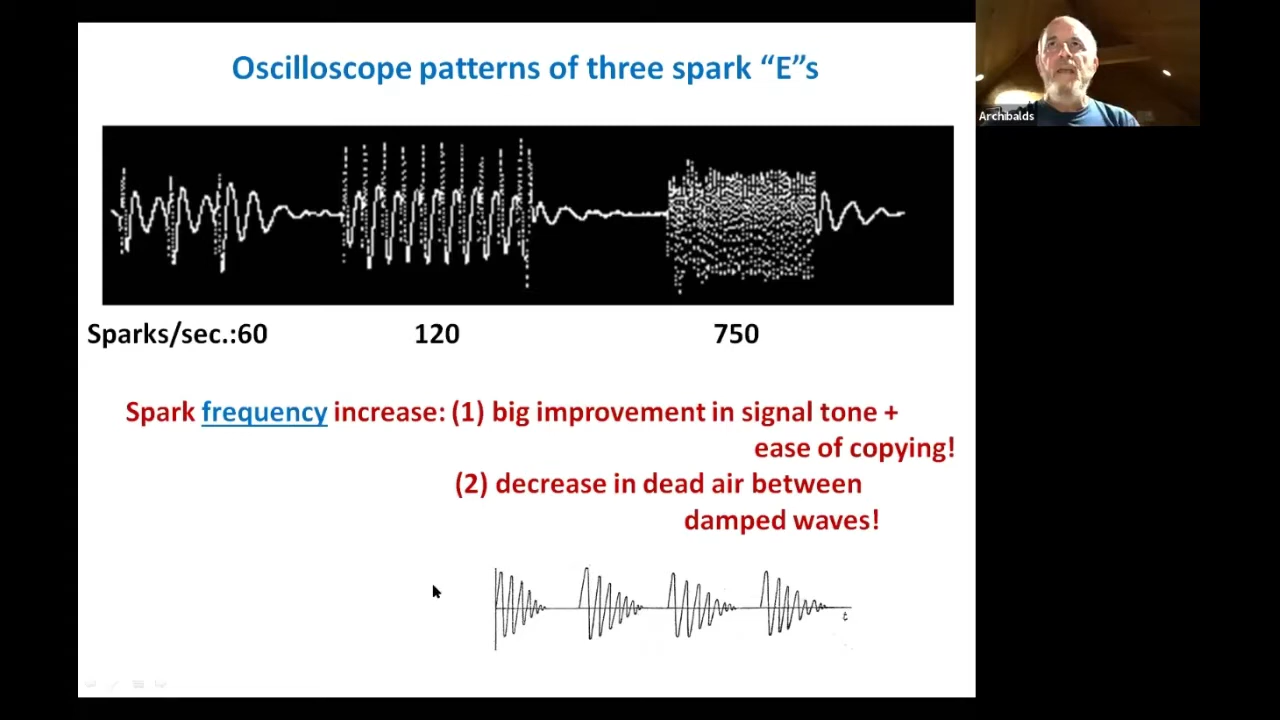 Oscilloscope patterns of three spark “E”s
Archibalds
Sparks/sec.:60 120 750
Spark frequency increase: (1) big improvement in signal tone +
ease of copying!
(2) decrease in dead air between
damped waves!
t